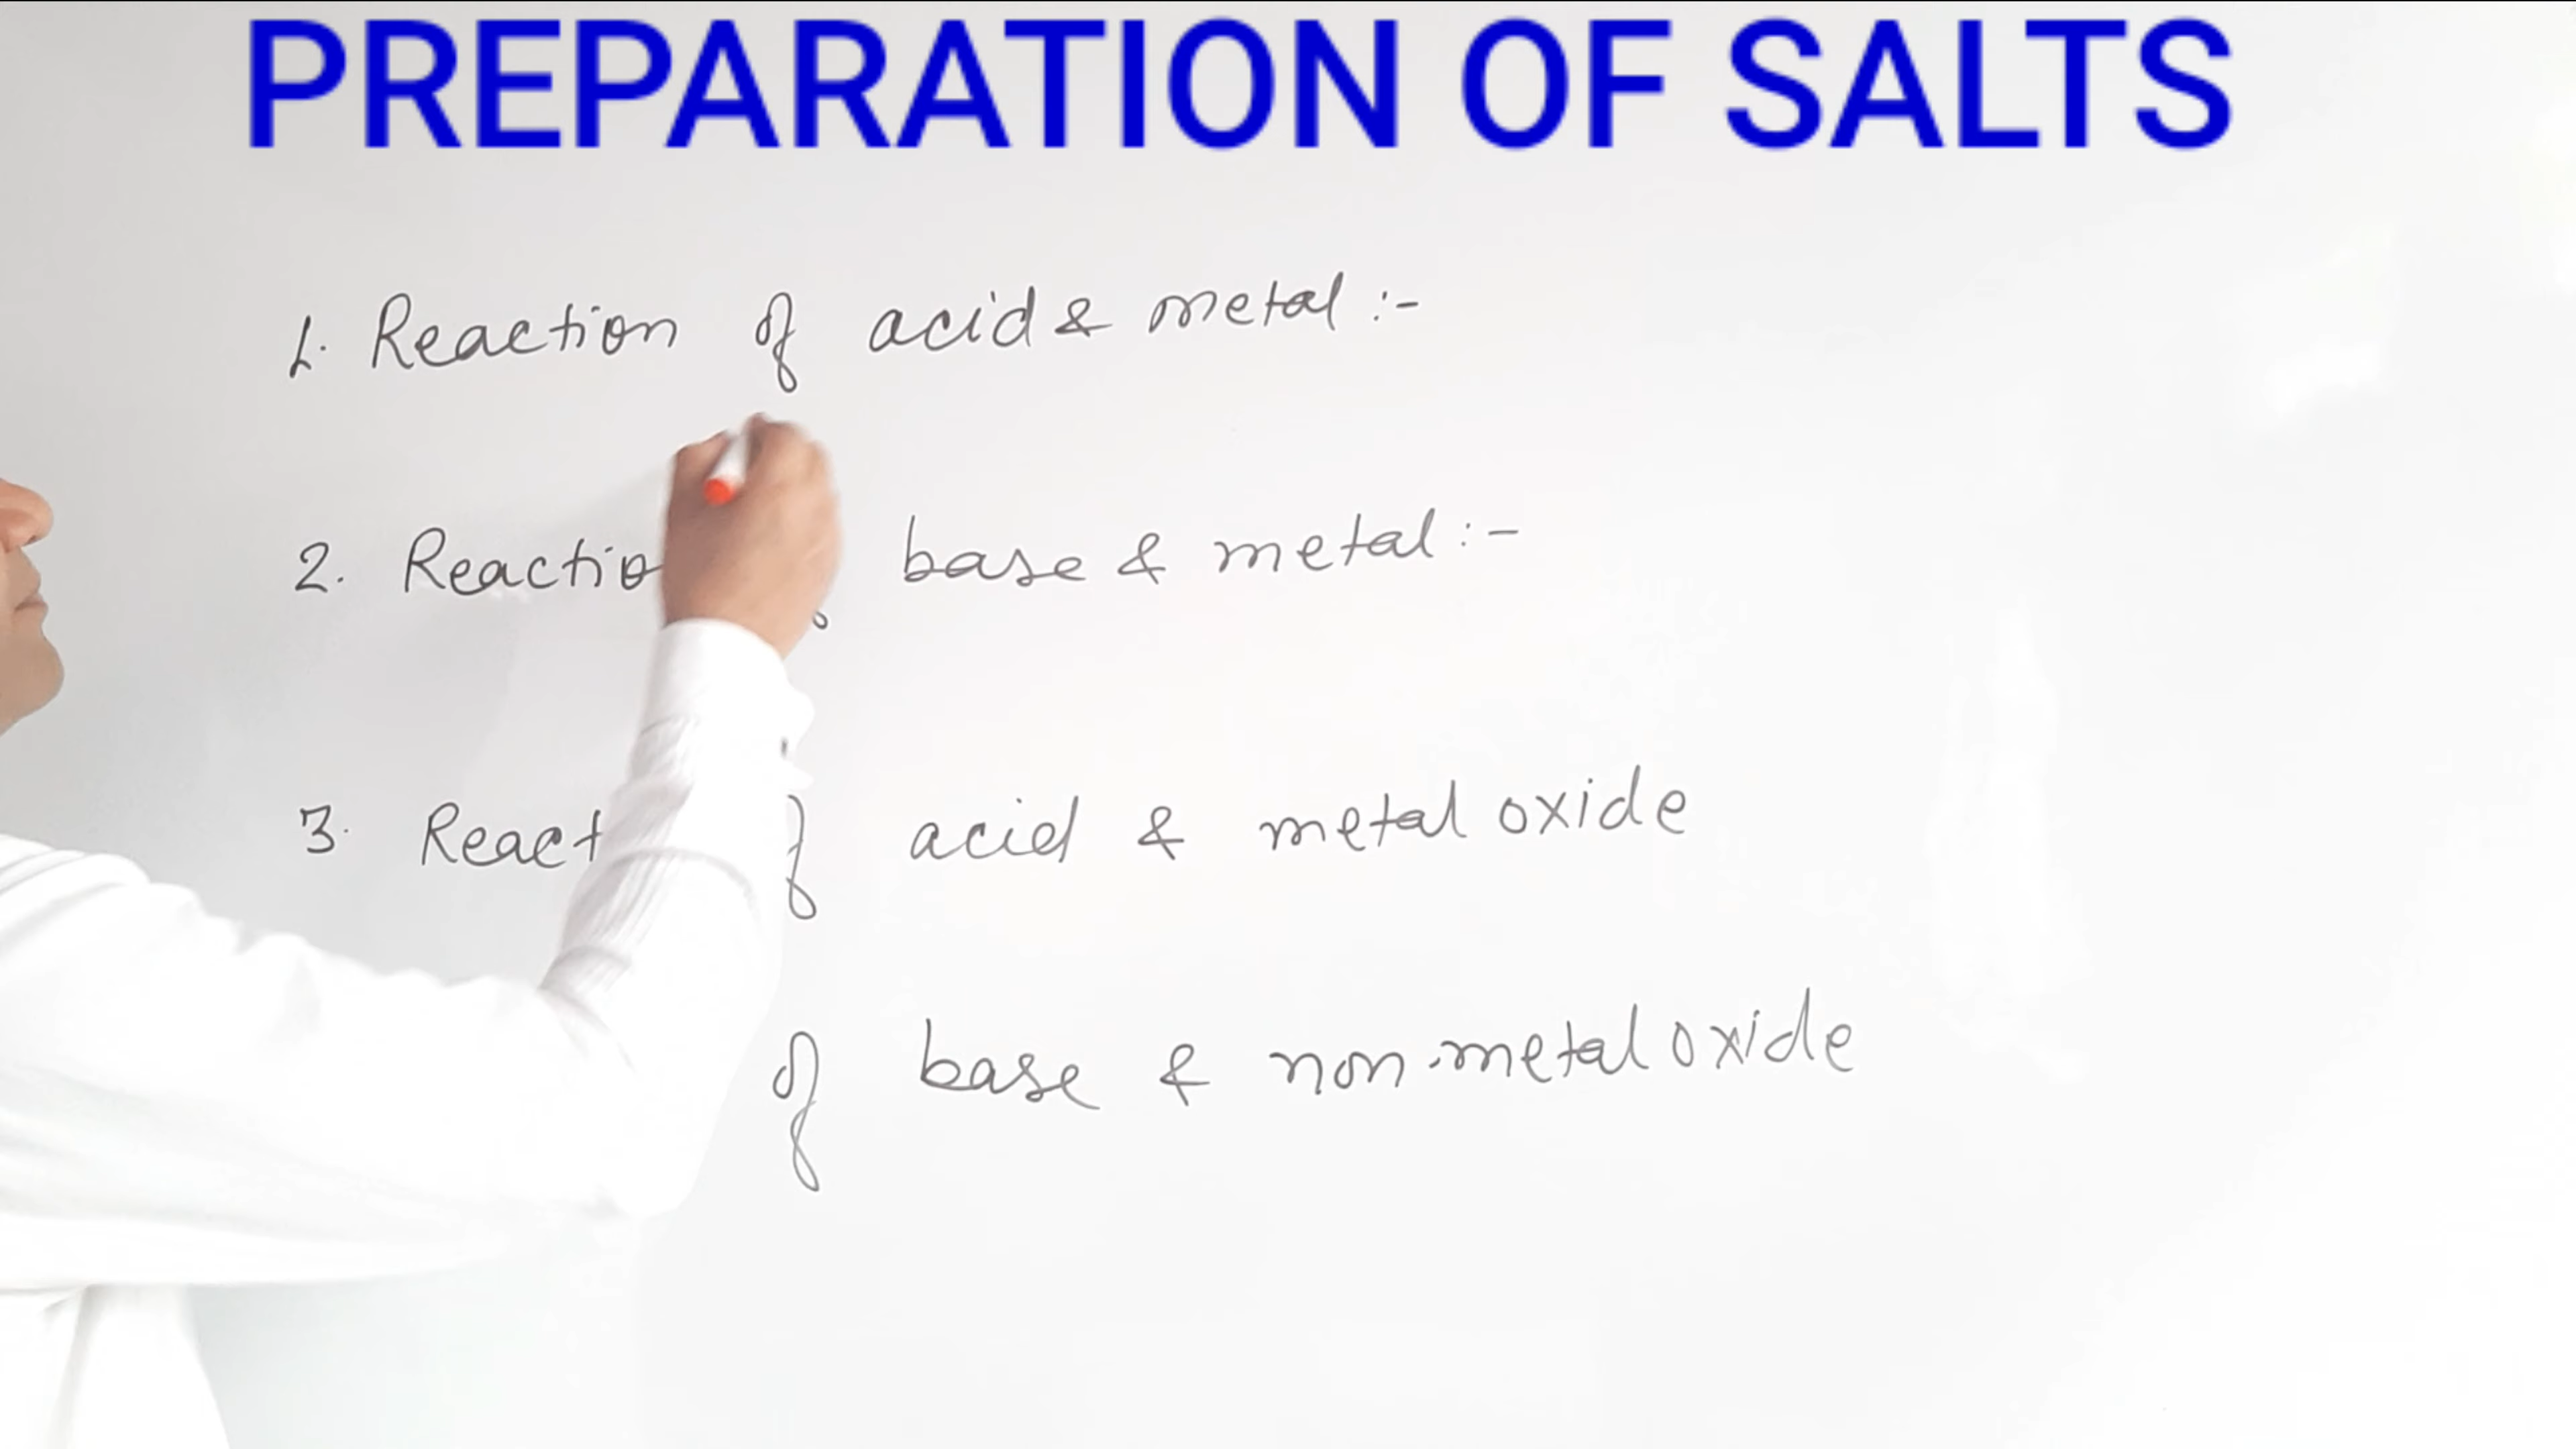 PREPARATION OF SALTS
1. Reaction of acid & metal :-
2. Reactio base & metal :-
3. React f acid & metal oxide
of base & non-metal oxide